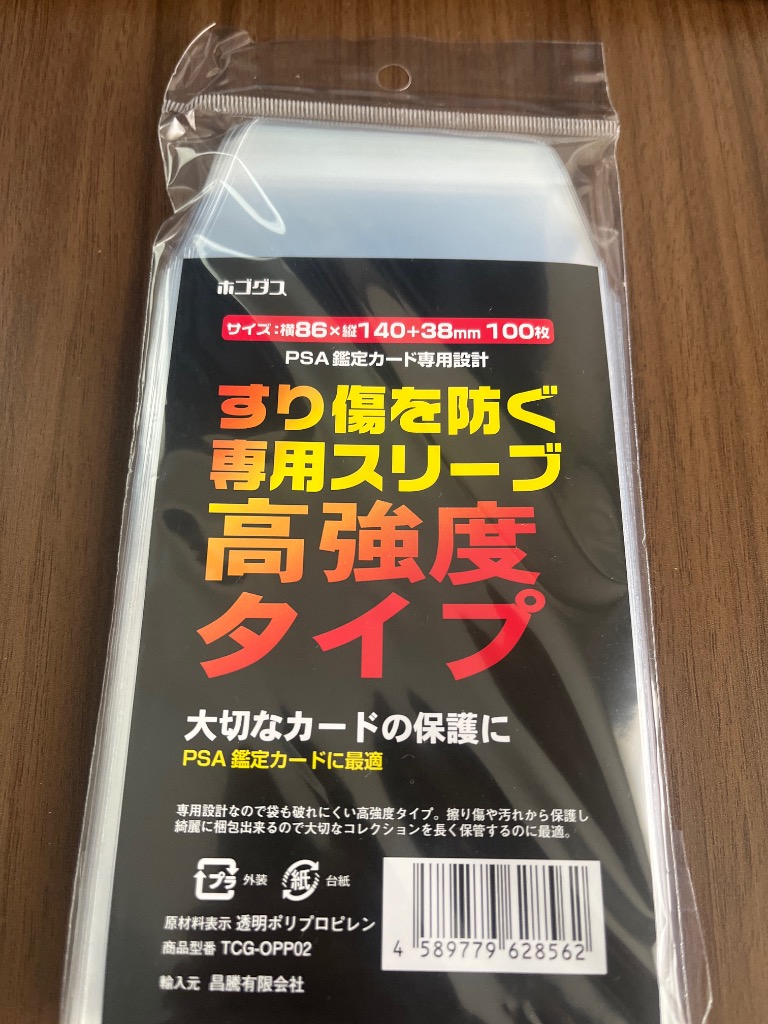 ホゴダス
サイズ:横86×縦140+38mm 100枚
PSA鑑定カード専用設計
すり傷を防ぐ
専用スリーブ
高強度
タイプ
大切なカードの保護に
PSA鑑定カードに最適
専用設計なので袋も破れにくい高強度タイプ。擦り傷や汚れから保護し
綺麗に梱包出来るので大切なコレクションを長く保管するのに最適。
プラ 外装 紙 台紙
原材料表示 透明ポリプロピレン
商品型番 TCG-OPP02
4 589779 628562
輸入元 昌騰有限会社